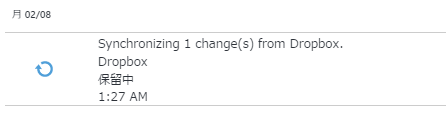 月 02/08
Synchronizing 1 change(s) from Dropbox.
Dropbox
保留中
1:27 AM